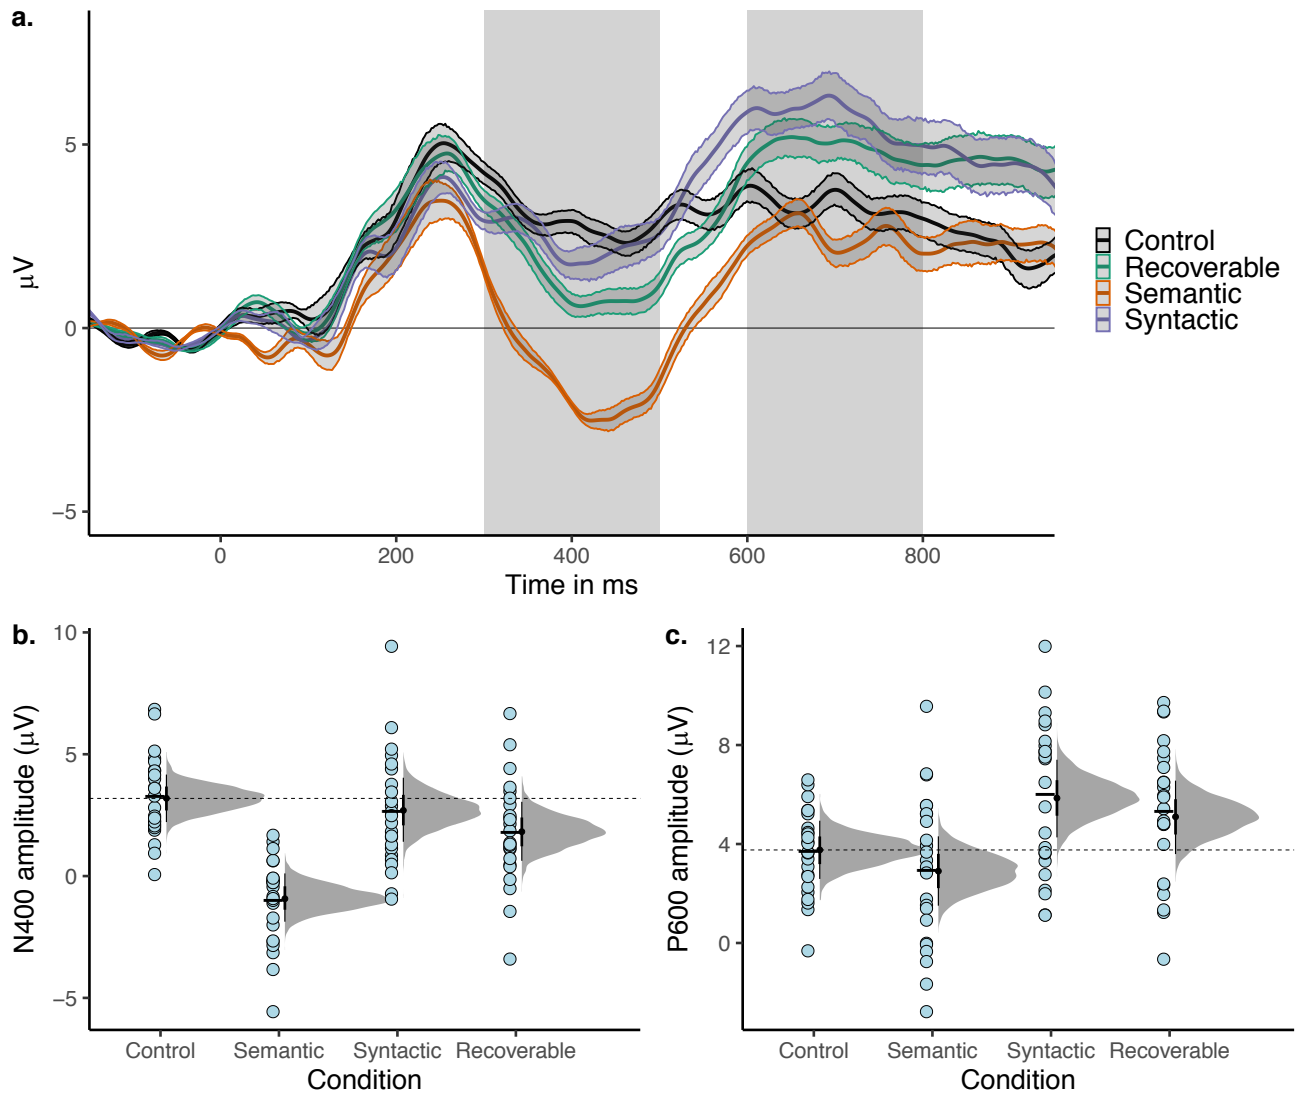 a.
μV
5
0
−5
0 200 400 600 800
Time in ms
Control
Recoverable
Semantic
Syntactic
b.
N400 amplitude (μV)
10
5
0
−5
Control Semantic Syntactic Recoverable
Condition
c.
P600 amplitude (μV)
12
8
4
0
Control Semantic Syntactic Recoverable
Condition